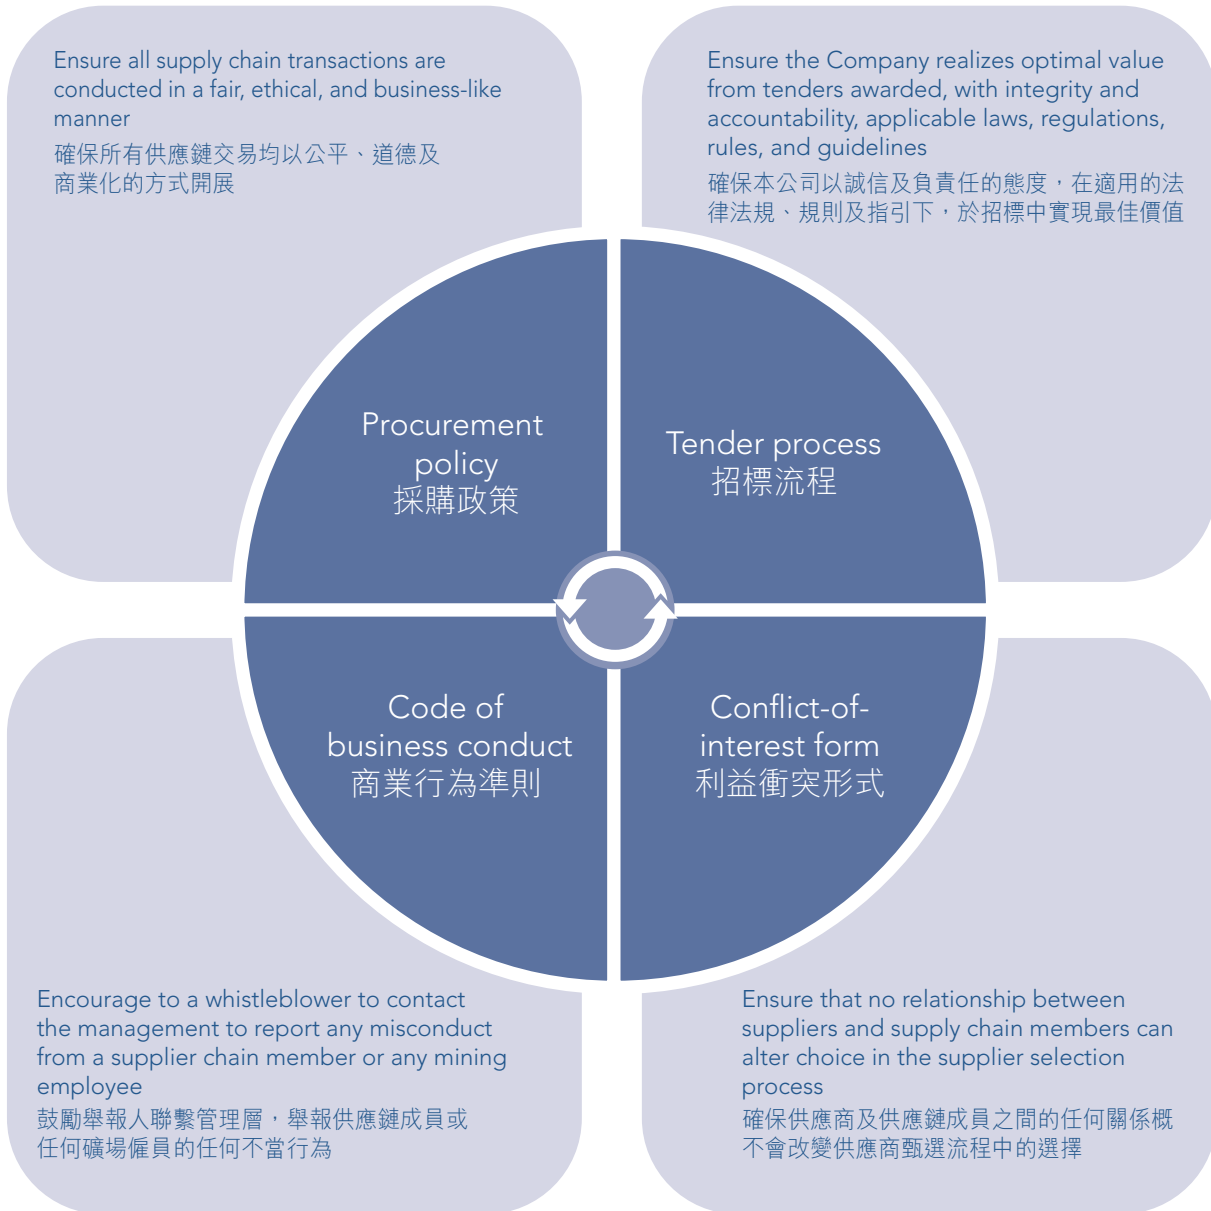 Ensure all supply chain transactions are
conducted in a fair, ethical, and business-like
manner
確保所有供應鏈交易均以公平、道德及
商業化的方式開展
Ensure the Company realizes optimal value
from tenders awarded, with integrity and
accountability, applicable laws, regulations,
rules, and guidelines
確保本公司以誠信及負責任的態度，在適用的法
律法規、規則及指引下，於招標中實現最佳價值
Procurement
policy
採購政策
Tender process
招標流程
Code of
business conduct
商業行為準則
Conflict-of-
interest form
利益衝突形式
Encourage to a whistleblower to contact
the management to report any misconduct
from a supplier chain member or any mining
employee
鼓勵舉報人聯繫管理層，舉報供應鏈成員或
任何礦場僱員的任何不當行為
Ensure that no relationship between
suppliers and supply chain members can
alter choice in the supplier selection
process
確保供應商及供應鏈成員之間的任何關係概
不會改變供應商甄選流程中的選擇